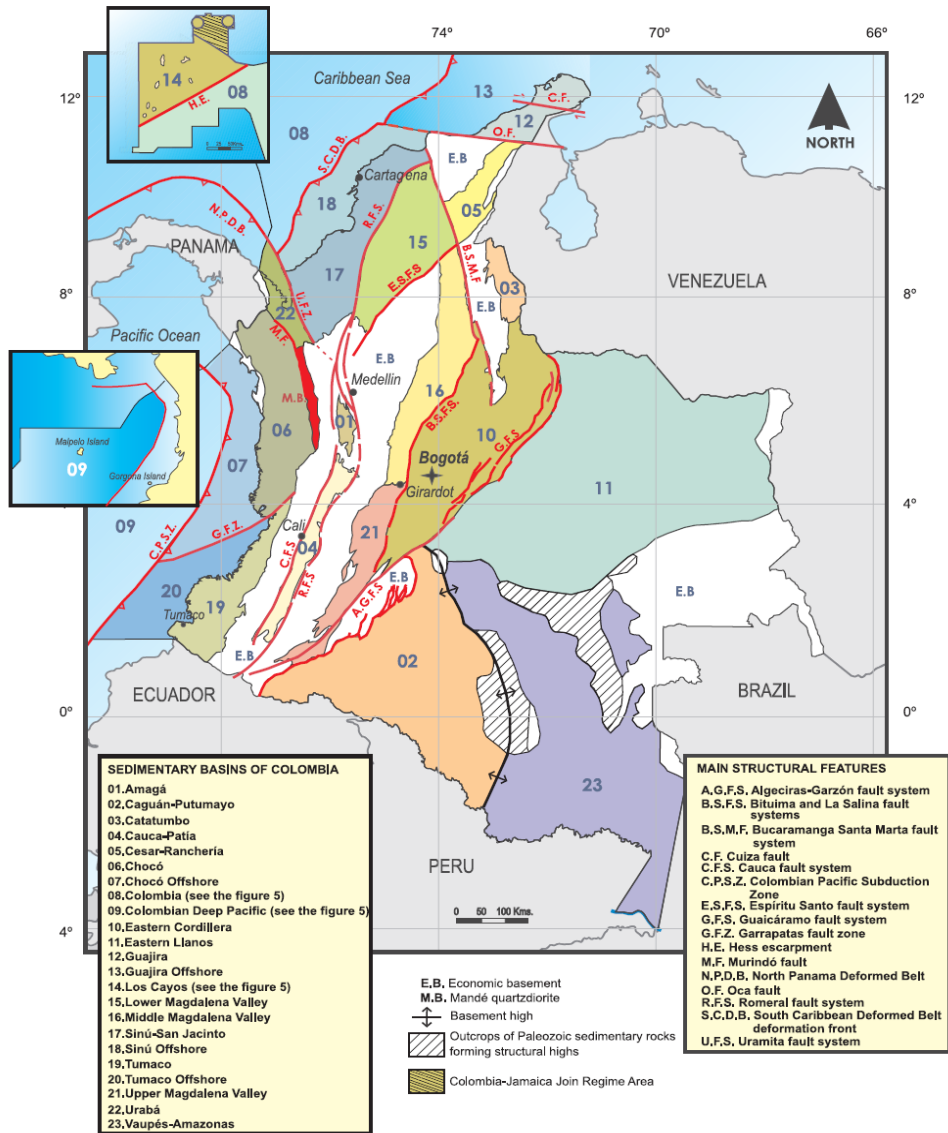 74°
70°
66°
14
H.E.
08
0 25 50Kms.
Caribbean Sea
13
C.F.
12°
12°
08
S.C.D.B.
12
O.F.
NORTH
E.B
Cartagena
18
R.F.S.
05
N.P.D.B.
15
PANAMA
17
E.S.F.S
B.S.M.F
03
VENEZUELA
8°
8°
U.F.Z.
22
E.B
Pacific Ocean
M.F.
E.B
Medellin
M.B.
16
01
B.S.F.S.
06
10
G.F.S
Malpelo Island
09
Gorgona Island
07
Bogotá
11
Girardot
4°
4°
09
C.P.S.Z.
G.F.Z.
Cali
C.F.S
04
21
R.F.S
E.B
A.G.F.S
20
19
Tumaco
E.B
E.B
02
ECUADOR
BRAZIL
0°
0°
23
PERU
0 50 100 Kms.
4°
4°
SEDIMENTARY BASINS OF COLOMBIA
01.Amagá
02.Caguán-Putumayo
03.Catatumbo
04.Cauca-Patía
05.Cesar-Ranchería
06.Chocó
07.Chocó Offshore
08.Colombia (see the figure 5)
09.Colombian Deep Pacific (see the figure 5)
10.Eastern Cordillera
11.Eastern Llanos
12.Guajira
13.Guajira Offshore
14.Los Cayos (see the figure 5)
15.Lower Magdalena Valley
16.Middle Magdalena Valley
17.Sinú-San Jacinto
18.Sinú Offshore
19.Tumaco
20.Tumaco Offshore
21.Upper Magdalena Valley
22.Urabá
23.Vaupés-Amazonas
E.B. Economic basement
M.B. Mandé quartzdiorite
Basement high
Outcrops of Paleozoic sedimentary rocks
forming structural highs
Colombia-Jamaica Join Regime Area
MAIN STRUCTURAL FEATURES
A.G.F.S. Algeciras-Garzón fault system
B.S.F.S. Bituima and La Salina fault
systems
B.S.M.F. Bucaramanga Santa Marta fault
system
C.F. Cuiza fault
C.F.S. Cauca fault system
C.P.S.Z. Colombian Pacific Subduction
Zone
E.S.F.S. Espíritu Santo fault system
G.F.S. Guaicáramo fault system
G.F.Z. Garrapatas fault zone
H.E. Hess escarpment
M.F. Murindó fault
N.P.D.B. North Panama Deformed Belt
O.F. Oca fault
R.F.S. Romeral fault system
S.C.D.B. South Caribbean Deformed Belt
deformation front
U.F.S. Uramita fault system